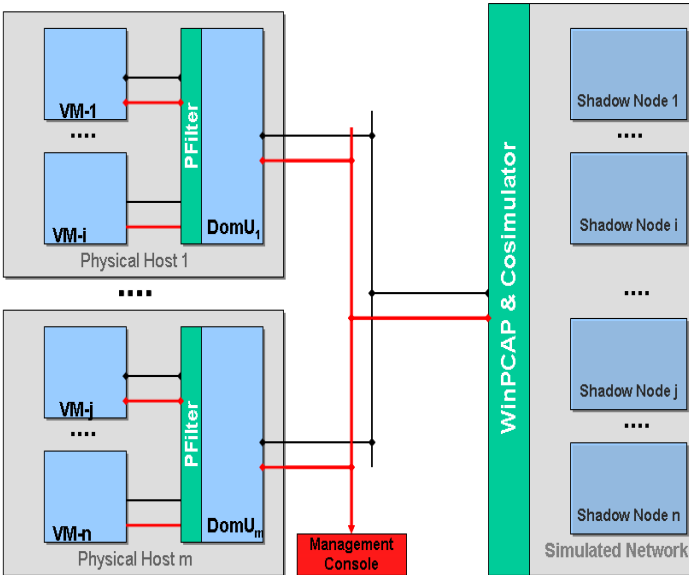 VM-1
....
VM-i
PFilter
DomU1
Physical Host 1
....
VM-j
....
VM-n
PFilter
DomUm
Physical Host m
Management
Console
WinPCAP & Cosimulator
Shadow Node 1
....
Shadow Node i
....
Shadow Node j
....
Shadow Node n
Simulated Network